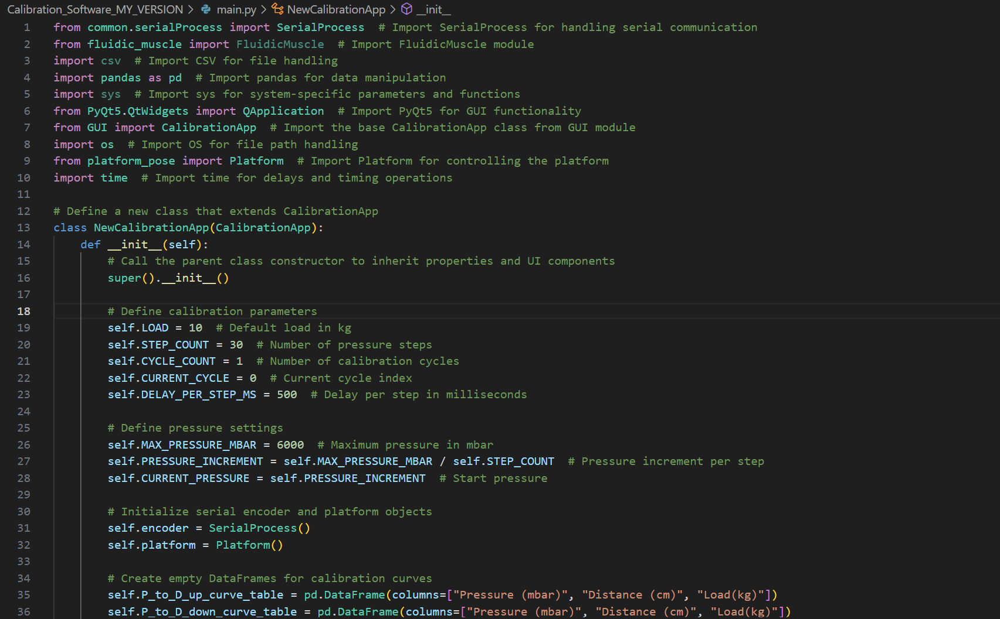 Calibration_Software_MY_VERSION > main.py > NewCalibrationApp > __init__
1 from common.serialProcess import SerialProcess  # Import SerialProcess for handling serial communication
2 from fluidic_muscle import FluidicMuscle  # Import FluidicMuscle module
3 import csv  # Import CSV for file handling
4 import pandas as pd  # Import pandas for data manipulation
5 import sys  # Import sys for system-specific parameters and functions
6 from PyQt5.QtWidgets import QApplication  # Import PyQt5 for GUI functionality
7 from GUI import CalibrationApp  # Import the base CalibrationApp class from GUI module
8 import os  # Import OS for file path handling
9 from platform_pose import Platform  # Import Platform for controlling the platform
10 import time  # Import time for delays and timing operations
11
12 # Define a new class that extends CalibrationApp
13 class NewCalibrationApp(CalibrationApp):
14     def __init__(self):
15         # Call the parent class constructor to inherit properties and UI components
16         super().__init__()
17
18         # Define calibration parameters
19         self.LOAD = 10  # Default load in kg
20         self.STEP_COUNT = 30  # Number of pressure steps
21         self.CYCLE_COUNT = 1  # Number of calibration cycles
22         self.CURRENT_CYCLE = 0  # Current cycle index
23         self.DELAY_PER_STEP_MS = 500  # Delay per step in milliseconds
24
25         # Define pressure settings
26         self.MAX_PRESSURE_MBAR = 6000  # Maximum pressure in mbar
27         self.PRESSURE_INCREMENT = self.MAX_PRESSURE_MBAR / self.STEP_COUNT  # Pressure increment per step
28         self.CURRENT_PRESSURE = self.PRESSURE_INCREMENT  # Start pressure
29
30         # Initialize serial encoder and platform objects
31         self.encoder = SerialProcess()
32         self.platform = Platform()
33
34         # Create empty DataFrames for calibration curves
35         self.P_to_D_up_curve_table = pd.DataFrame(columns=["Pressure (mbar)", "Distance (cm)", "Load(kg)"])
36         self.P_to_D_down_curve_table = pd.DataFrame(columns=["Pressure (mbar)", "Distance (cm)", "Load(kg)"])